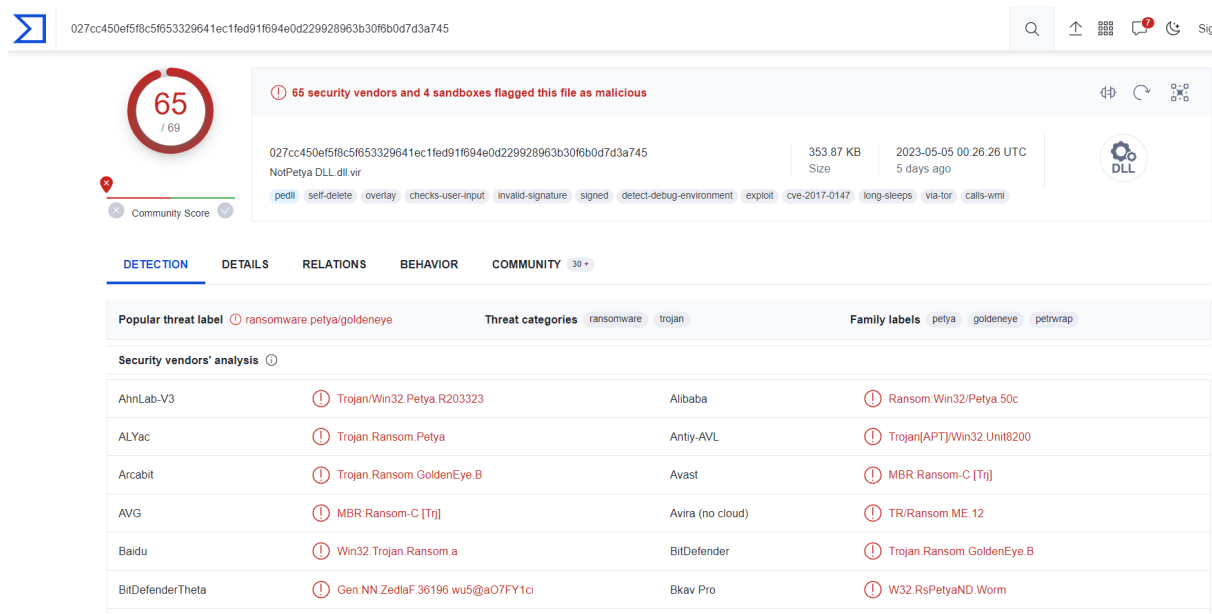 027cc450ef5f8c5f653329641ec1fed91f694e0d229928963b30f6b0d7d3a745
7
65
/ 69
Community Score
65 security vendors and 4 sandboxes flagged this file as malicious
027cc450ef5f8c5f653329641ec1fed91f694e0d229928963b30f6b0d7d3a745
NotPetya DLL.dll.vir
353.87 KB
Size
2023-05-05 00:26:26 UTC
5 days ago
DLL
pedll self-delete overlay checks-user-input invalid-signature signed detect-debug-environment exploit cve-2017-0147 long-sleeps via-tor calls-wmi
DETECTION DETAILS RELATIONS BEHAVIOR COMMUNITY 30 +
Popular threat label ransomware.petya/goldeneye Threat categories ransomware trojan Family labels petya goldeneye petrwrap
Security vendors' analysis
AhnLab-V3 Trojan/Win32.Petya.R203323 Alibaba Ransom:Win32/Petya.50c
ALYac Trojan.Ransom.Petya Antiy-AVL Trojan[APT]/Win32.Unit8200
Arcabit Trojan.Ransom.GoldenEye.B Avast MBR:Ransom-C [Trj]
AVG MBR:Ransom-C [Trj] Avira (no cloud) TR/Ransom.ME.12
Baidu Win32.Trojan.Ransom.a BitDefender Trojan.Ransom.GoldenEye.B
BitDefenderTheta Gen:NN.ZedlaF.36196.wu5@aO7FY1ci Bkav Pro W32.RsPetyaND.Worm